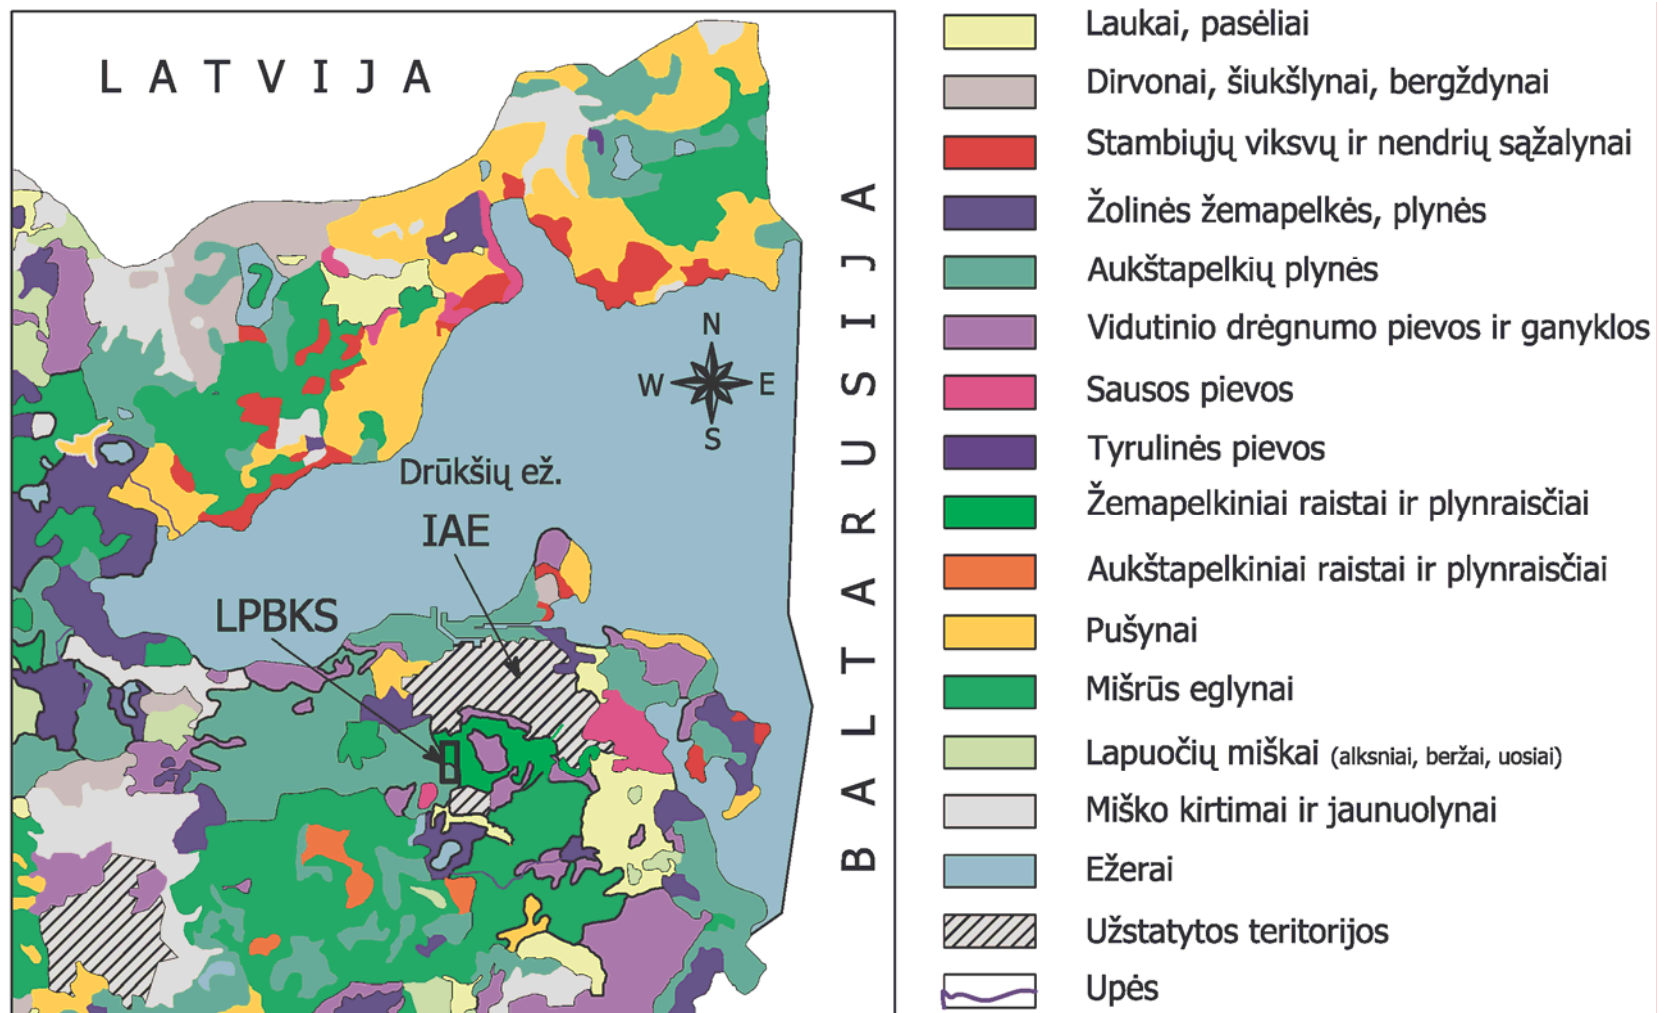 LATVIJA
BALTARUSIJA
N
W E
S
Drūkšių ež.
IAE
LPBKS
Laukai, pasėliai
Dirvonai, šiukšlynai, bergždynai
Stambiųjų viksvų ir nendrių sąžalynai
Žolinės žemapelkės, plynės
Aukštapelkių plynės
Vidutinio drėgnumo pievos ir ganyklos
Sausos pievos
Tyrulinės pievos
Žemapelkiniai raistai ir plynraisčiai
Aukštapelkiniai raistai ir plynraisčiai
Pušynai
Mišrūs eglynai
Lapuočių miškai (alksniai, beržai, uosiai)
Miško kirtimai ir jaunuolynai
Ežerai
Užstatytos teritorijos
Upės